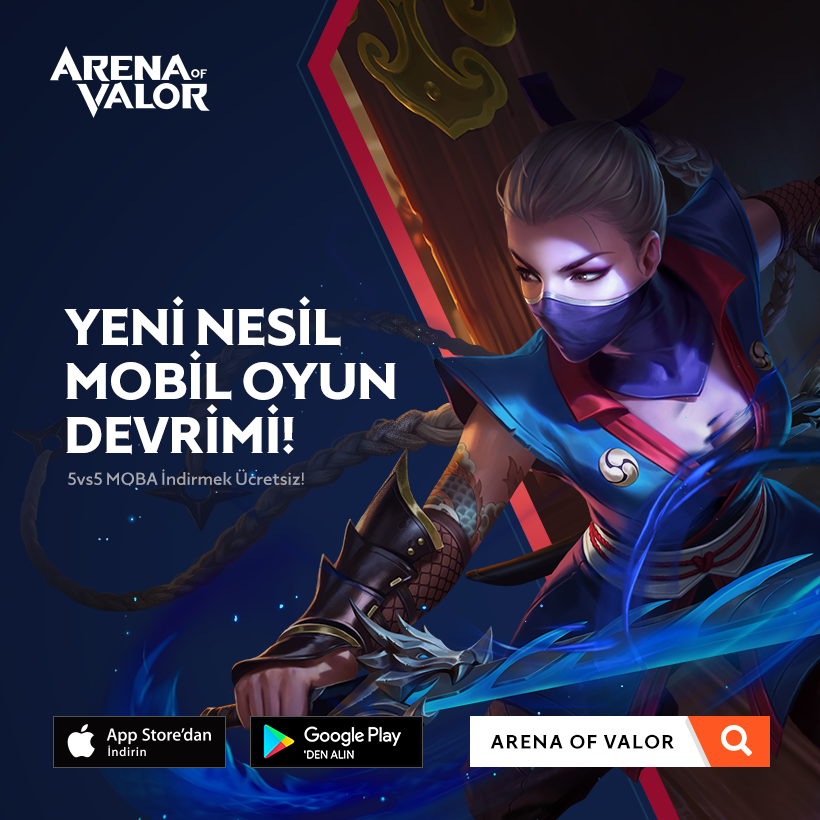 ARENA OF
VALOR
YENİ NESİL
MOBİL OYUN
DEVRİMİ!
5vs5 MOBA İndirmek Ücretsiz!
App Store'dan
İndirin
Google Play
'DEN ALIN
ARENA OF VALOR